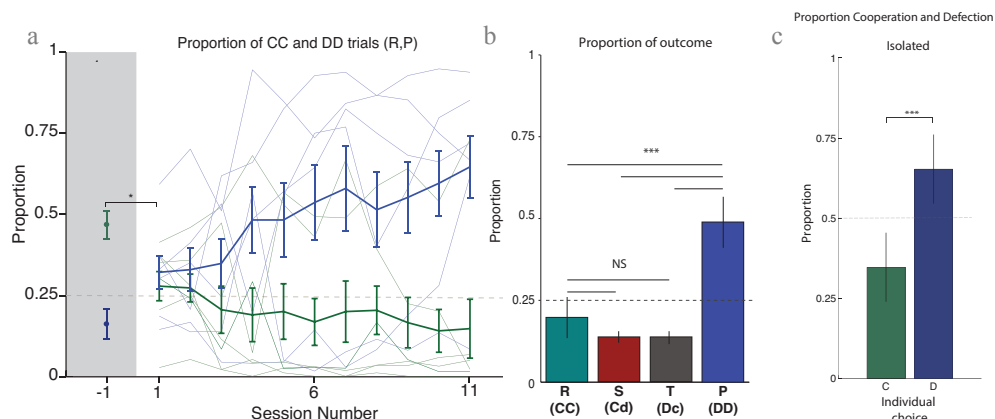 a
Proportion of CC and DD trials (R,P)
1
0.75
0.5
0.25
0
Proportion
*
-1
1
6
11
Session Number
b
Proportion of outcome
1
0.75
0.5
0.25
0
Proportion
***
NS
R
(CC)
S
(Cd)
T
(Dc)
P
(DD)
Proportion Cooperation and Defection
c
Isolated
1
0.75
0.5
0.25
0
Proportion
***
C
D
Individual
choice